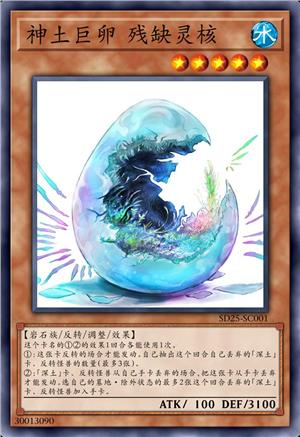 神土巨卵 残缺灵核
水
SD25-SC001
【岩石族/反转/调整/效果】
这个卡名的①②的效果1回合各能使用1次。
①:这张卡反转的场合才能发动。自己抽出这个回合自己丢弃的「深土」
卡、反转怪兽的数量(最多3张)。
②:「深土」卡、反转怪兽从自己手卡丢弃的场合,把这张卡从手卡丢弃
才能发动。选自己的墓地·除外状态的最多2张这个回合丢弃的「深土」
卡、反转怪兽加入手卡。
ATK/ 100 DEF/3100
30013090